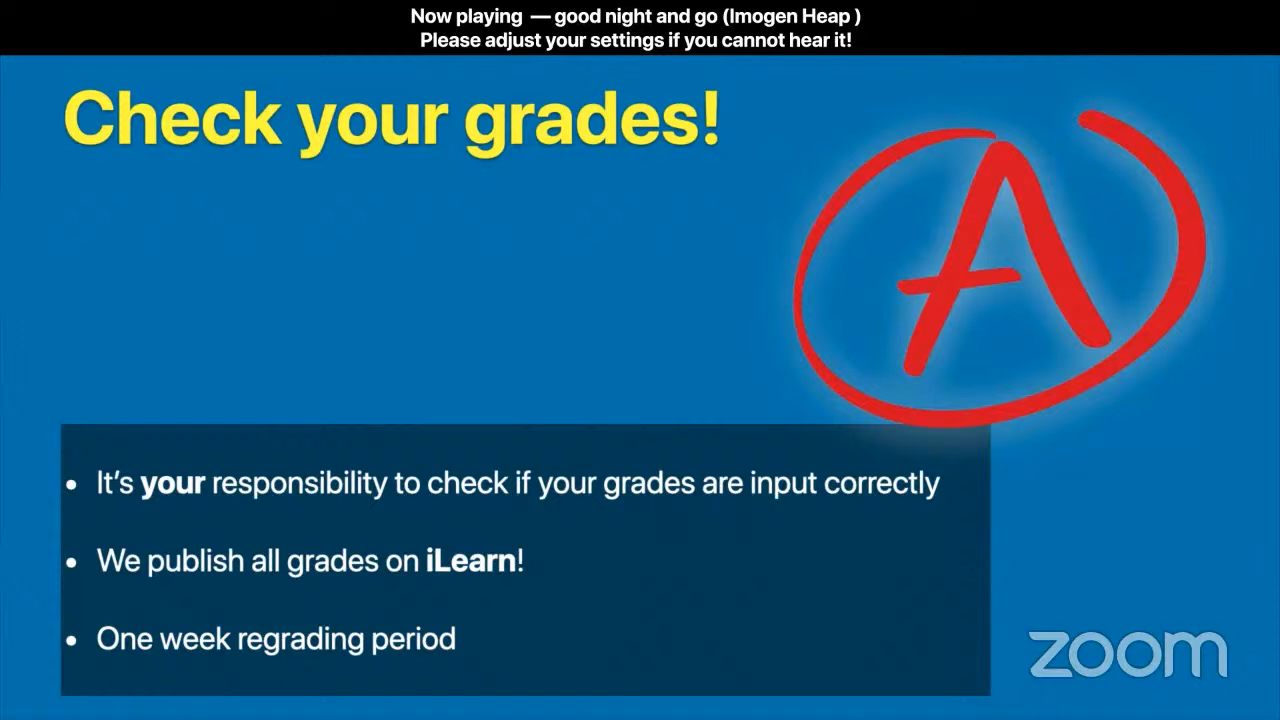 Now playing — good night and go (Imogen Heap )
Please adjust your settings if you cannot hear it!
Check your grades!
A
• It’s your responsibility to check if your grades are input correctly
• We publish all grades on iLearn!
• One week regrading period
zoom